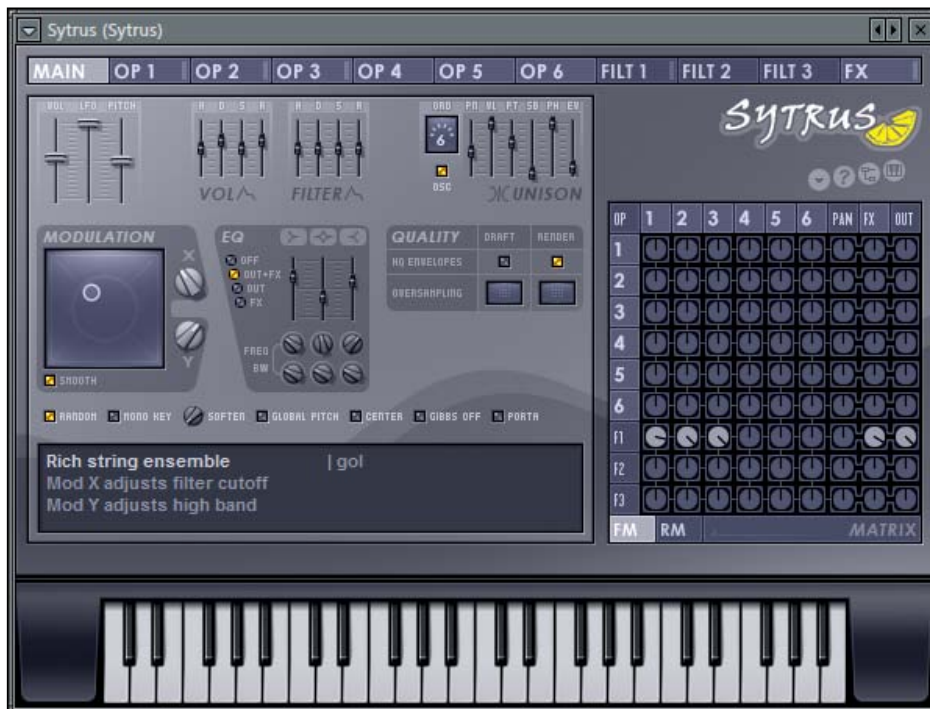 Sytrus (Sytrus)
MAIN OP 1 OP 2 OP 3 OP 4 OP 5 OP 6 FILT 1 FILT 2 FILT 3 FX
VOL LFO PITCH A D S R A D S R ORD PN VL PT SB PH EV
6
OSC
VOL FILTER UNISON
SYTRUS
OP 1 2 3 4 5 6 PAN FX OUT
1
2
3
4
5
6
F1
F2
F3
FM RM MATRIX
MODULATION
X
Y
SMOOTH
EQ
OFF
OUT+FX
OUT
FX
FREQ
BW
QUALITY DRAFT RENDER
HQ ENVELOPES
OVERSAMPLING
RANDOM MONO KEY SOFTEN GLOBAL PITCH CENTER GIBBS OFF PORTA
Rich string ensemble | gol
Mod X adjusts filter cutoff
Mod Y adjusts high band